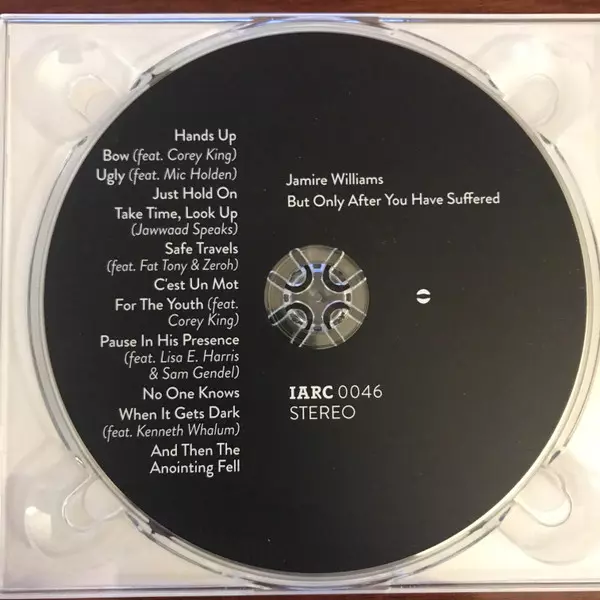 Hands Up
Bow (feat. Corey King)
Ugly (feat. Mic Holden)
Just Hold On
Take Time, Look Up
(Jawwaad Speaks)
Safe Travels
(feat. Fat Tony & Zeroh)
C'est Un Mot
For The Youth (feat.
Corey King)
Pause In His Presence
(feat. Lisa E. Harris
& Sam Gendel)
No One Knows
When It Gets Dark
(feat. Kenneth Whalum)
And Then The
Anointing Fell
Jamire Williams
But Only After You Have Suffered
IARC 0046
STEREO